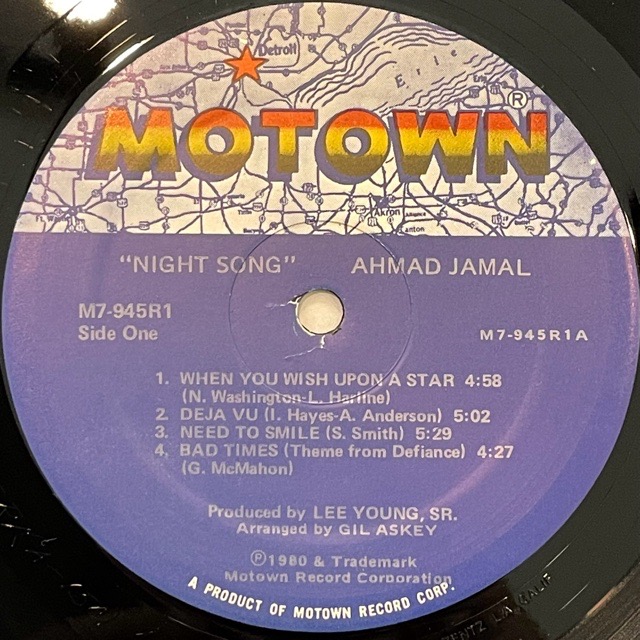 Detroit
Erie
MOTOWN®
Akron
Canton
"NIGHT SONG" AHMAD JAMAL
M7-945R1
Side One
M7-945R1A
1. WHEN YOU WISH UPON A STAR 4:58
(N. Washington-L. Harline)
2. DEJA VU (I. Hayes-A. Anderson) 5:02
3. NEED TO SMILE (S. Smith) 5:29
4. BAD TIMES (Theme from Defiance) 4:27
(G. McMahon)
Produced by LEE YOUNG, SR.
Arranged by GIL ASKEY
℗1980 & Trademark
Motown Record Corporation
A PRODUCT OF MOTOWN RECORD CORP.